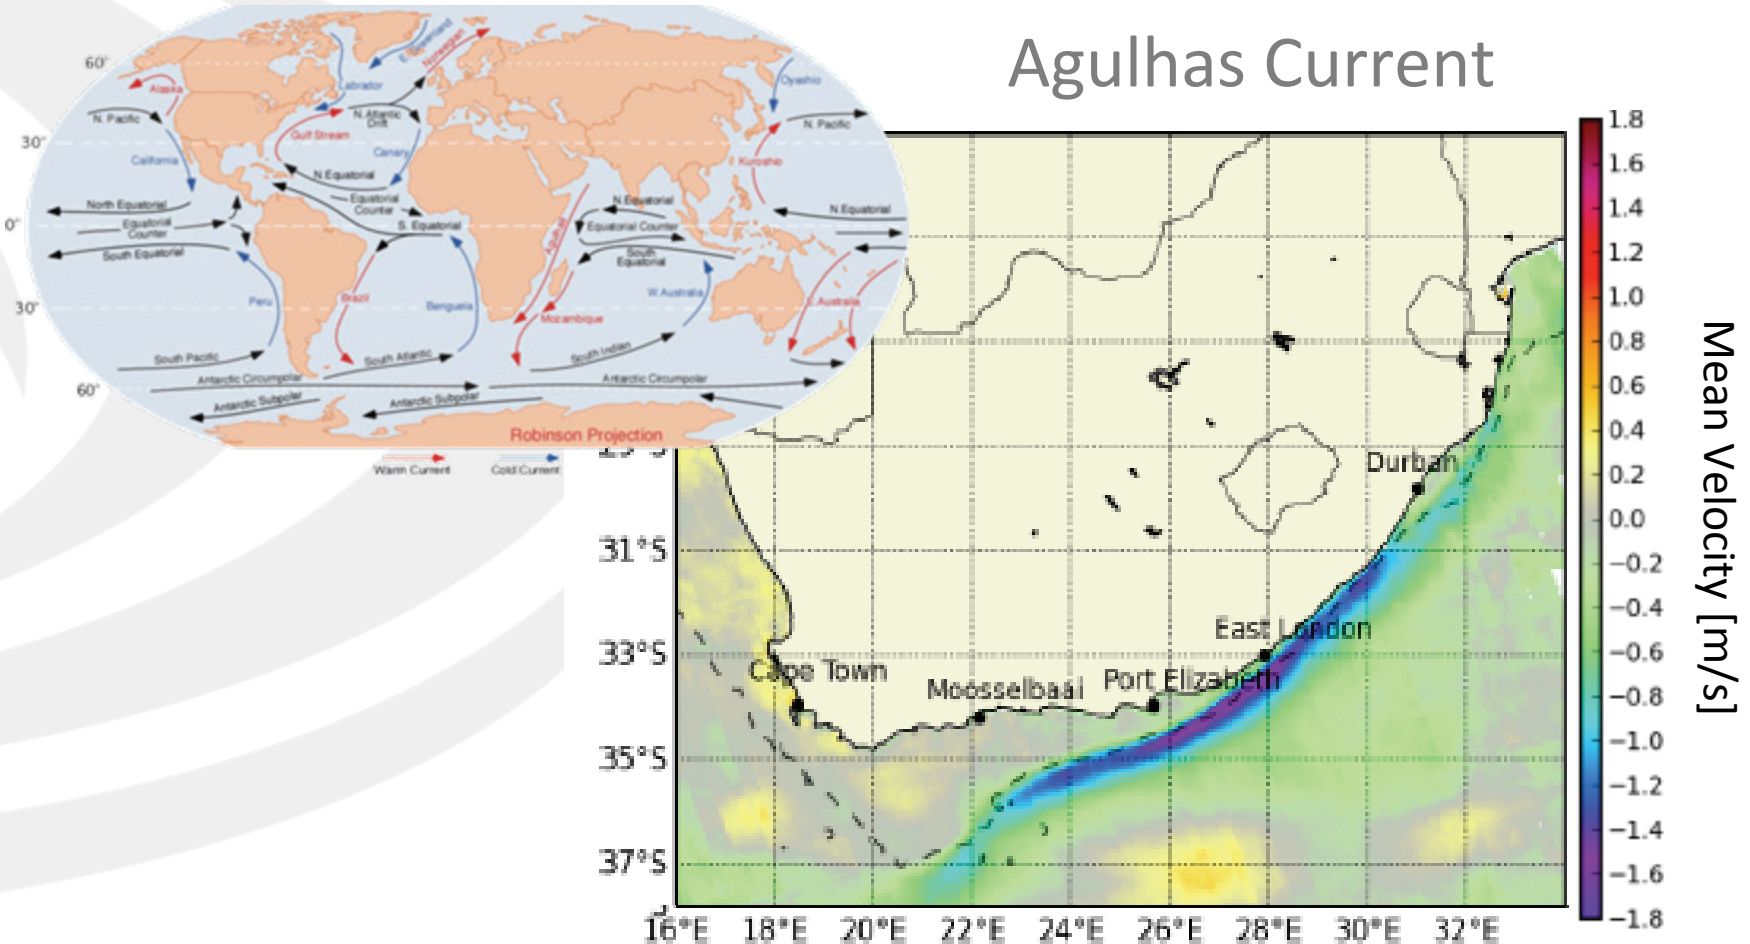 Agulhas Current
60°
30°
0°
30°
60°
Alaska
N. Pacific
California
Labrador
E. Greenland
Norwegian
N.Atlantic
Drift
Gulf Stream
Canary
N.Equatorial
Equatorial
Counter
S. Equatorial
North Equatorial
Equatorial
Counter
South Equatorial
Peru
Brazil
Benguela
South Pacific
South Atlantic
Antarctic Circumpolar
Antarctic Subpolar
Oyashio
N. Pacific
Kuroshio
N.Equatorial
Equatorial Counter
South
Equatorial
N.Equatorial
Agulhas
Mozambique
W.Australia
E.Australia
South Indian
Antarctic Circumpolar
Antarctic Subpolar
Robinson Projection
Warm Current
Cold Current
Durban
East London
Port Elizabeth
Moosselbaai
Cape Town
31°S
33°S
35°S
37°S
16°E 18°E 20°E 22°E 24°E 26°E 28°E 30°E 32°E
1.8
1.6
1.4
1.2
1.0
0.8
0.6
0.4
0.2
0.0
−0.2
−0.4
−0.6
−0.8
−1.0
−1.2
−1.4
−1.6
−1.8
Mean Velocity [m/s]